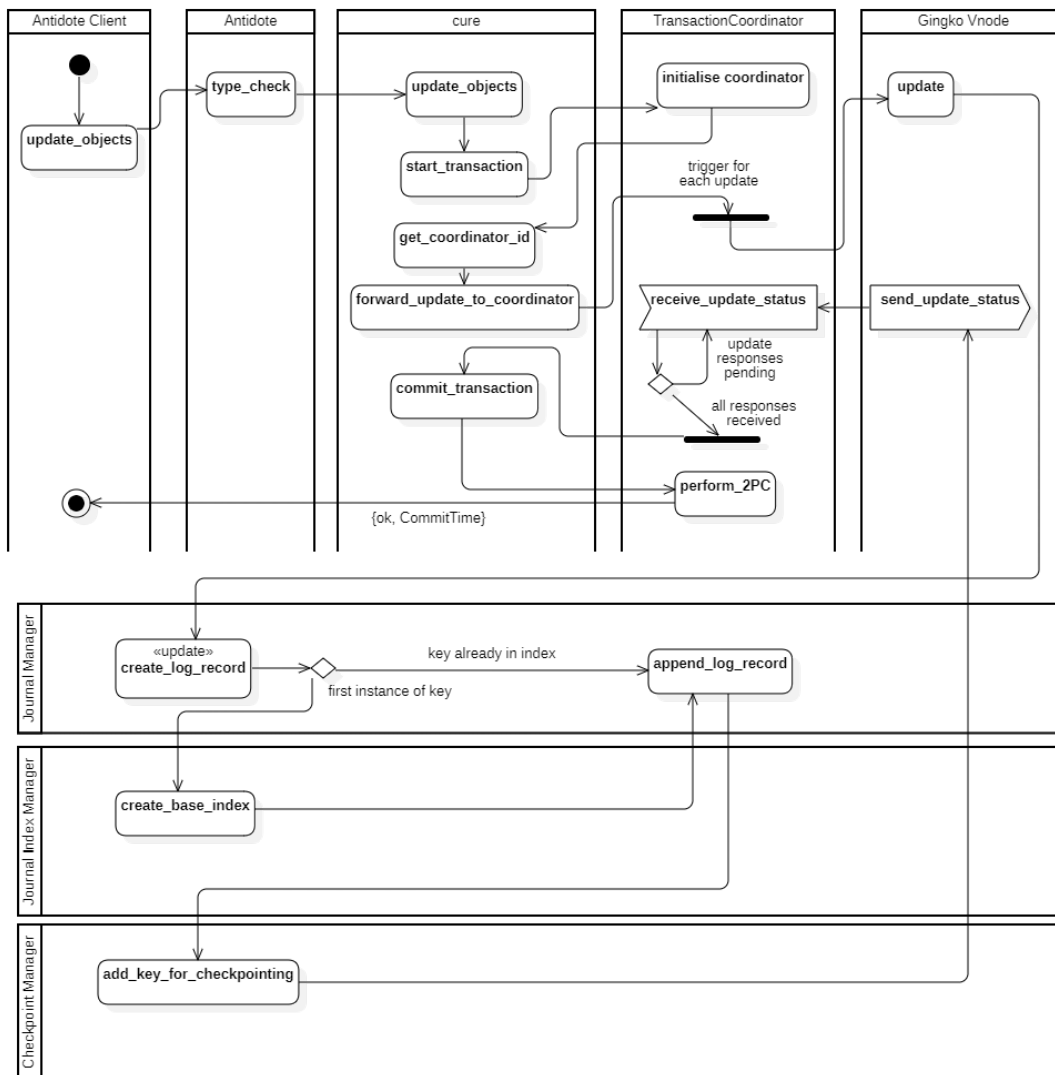 Antidote Client
Antidote
cure
TransactionCoordinator
Gingko Vnode
update_objects
type_check
update_objects
start_transaction
get_coordinator_id
forward_update_to_coordinator
commit_transaction
initialise coordinator
trigger for
each update
receive_update_status
update
responses
pending
all responses
received
perform_2PC
{ok, CommitTime}
update
send_update_status
Journal Manager
«update»
create_log_record
key already in index
first instance of key
append_log_record
Journal Index Manager
create_base_index
Checkpoint Manager
add_key_for_checkpointing